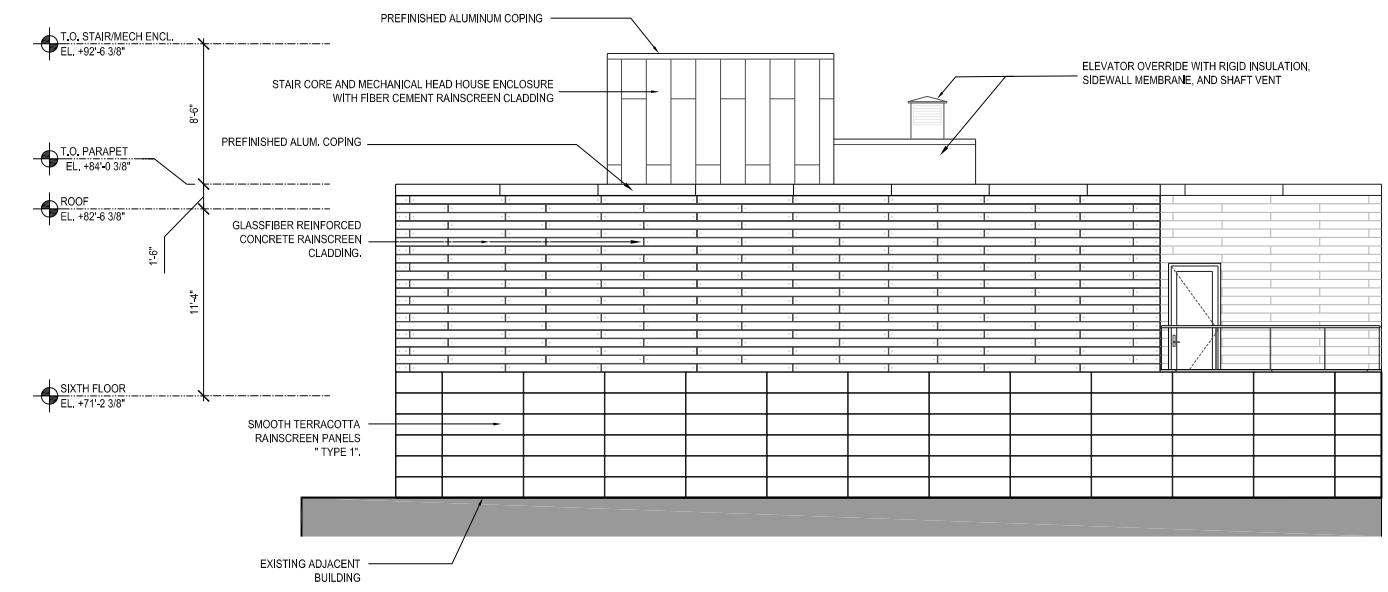 PREFINISHED ALUMINUM COPING
T.O. STAIR/MECH ENCL.
EL. +92'-6 3/8"
ELEVATOR OVERRIDE WITH RIGID INSULATION,
SIDEWALL MEMBRANE, AND SHAFT VENT
STAIR CORE AND MECHANICAL HEAD HOUSE ENCLOSURE
WITH FIBER CEMENT RAINSCREEN CLADDING
8'-6"
PREFINISHED ALUM. COPING
T.O. PARAPET
EL. +84'-0 3/8"
ROOF
EL. +82'-6 3/8"
GLASSFIBER REINFORCED
CONCRETE RAINSCREEN
CLADDING.
1'-6"
11'-4"
SIXTH FLOOR
EL. +71'-2 3/8"
SMOOTH TERRACOTTA
RAINSCREEN PANELS
" TYPE 1".
EXISTING ADJACENT
BUILDING